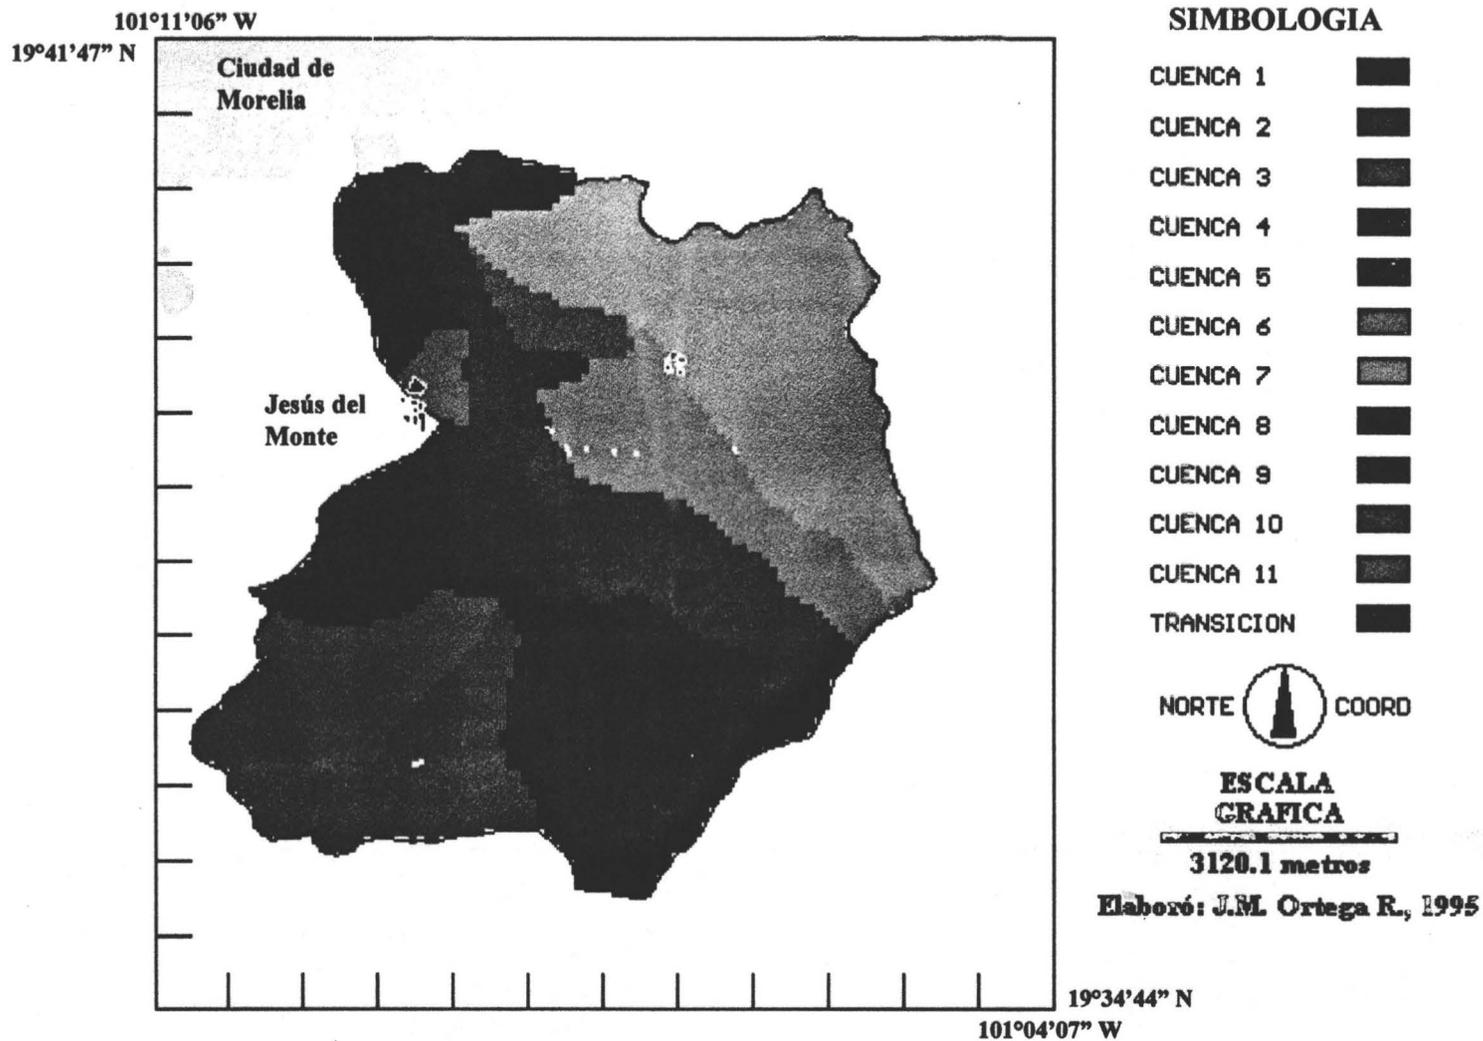 101°11'06" W
19°41'47" N
Ciudad de
Morelia
Jesús del
Monte
19°34'44" N
101°04'07" W
SIMBOLOGIA
CUENCA 1
CUENCA 2
CUENCA 3
CUENCA 4
CUENCA 5
CUENCA 6
CUENCA 7
CUENCA 8
CUENCA 9
CUENCA 10
CUENCA 11
TRANSICION
NORTE COORD
ESCALA
GRAFICA
3120.1 metros
Elaboró: J.M. Ortega R., 1995